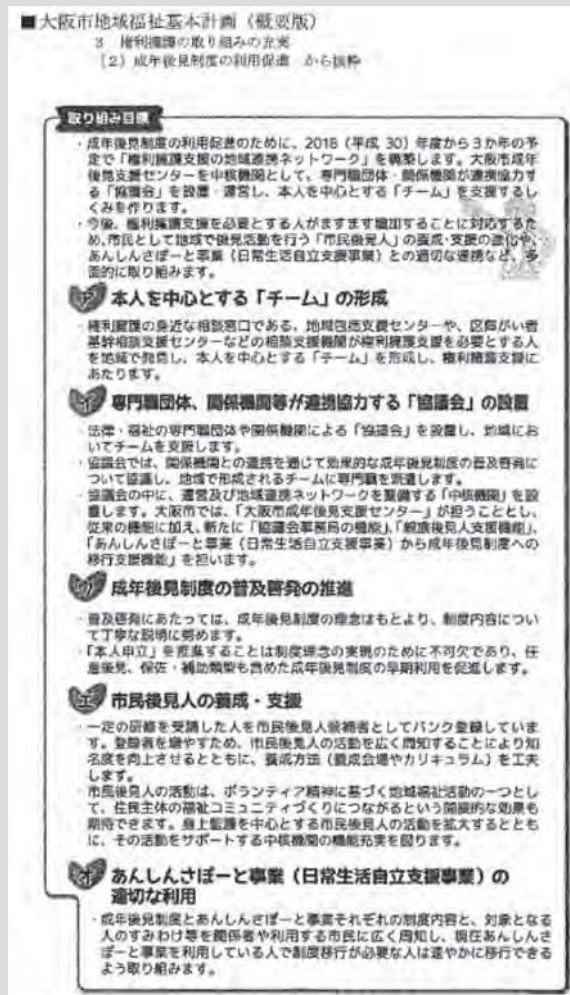 ■大阪市地域福祉基本計画（概要版）
3 権利擁護の取り組みの充実
（2）成年後見制度の利用促進 から抜粋
取り組み目標
・成年後見制度の利用促進のために、2018（平成 30）年度から3か年の予
定で「権利擁護支援の地域連携ネットワーク」を構築します。大阪市成年
後見支援センターを中核機関として、専門職団体・関係機関が連携協力す
る「協議会」を設置・運営し、本人を中心とする「チーム」を支援するし
くみを作ります。
・今後、権利擁護支援を必要とする人がますます増加することに対応するた
め、市民として地域で後見活動を行う「市民後見人」の養成・支援の強化や、
あんしんさぽーと事業（日常生活自立支援事業）との適切な連携など、多
面的に取り組みます。
ア 本人を中心とする「チーム」の形成
・権利擁護の身近な相談窓口である、地域包括支援センターや、区障がい者
基幹相談支援センターなどの相談支援機関が権利擁護支援を必要とする人
を地域で発見し、本人を中心とする「チーム」を形成し、権利擁護支援に
あたります。
イ 専門職団体、関係機関等が連携協力する「協議会」の設置
・法律・福祉の専門職団体や関係機関による「協議会」を設置し、地域にお
いてチームを支援します。
・協議会では、関係機関との連携を通じて効果的な成年後見制度の普及啓発に
ついて協議し、地域で形成されるチームに専門職を派遣します。
・協議会の中に、運営及び地域連携ネットワークを整備する「中核機関」を設
置します。大阪市では、「大阪市成年後見支援センター」が担うこととし、
従来の機能に加え、新たに「協議会事務局の機能」、「親族後見人支援機能」、
「あんしんさぽーと事業（日常生活自立支援事業）から成年後見制度への
移行支援機能」を担います。
ウ 成年後見制度の普及啓発の推進
・普及啓発にあたっては、成年後見制度の理念はもとより、制度内容につい
て丁寧な説明に努めます。
・「本人申立」を推進することは制度理念の実現のために不可欠であり、任
意後見、保佐・補助類型も含めた成年後見制度の早期利用を促進します。
エ 市民後見人の養成・支援
・一定の研修を受講した人を市民後見人候補者としてバンク登録していま
す。登録者を増やすため、市民後見人の活動を広く周知することにより知
名度を向上させるとともに、養成方法（養成会場やカリキュラム）を工夫
します。
・市民後見人の活動は、ボランティア精神に基づく地域福祉活動の一つとし
て、住民主体の福祉コミュニティづくりにつながるという間接的な効果も
期待できます。身上監護を中心とする市民後見人の活動を拡大するととも
に、その活動をサポートする中核機関の機能充実を図ります。
オ あんしんさぽーと事業（日常生活自立支援事業）の
適切な利用
・成年後見制度とあんしんさぽーと事業それぞれの制度内容と、対象となる
人のすみわけ等を関係者や利用する市民に広く周知し、現在あんしんさ
ぽーと事業を利用している人で制度移行が必要な人は速やかに移行できる
よう取り組みます。